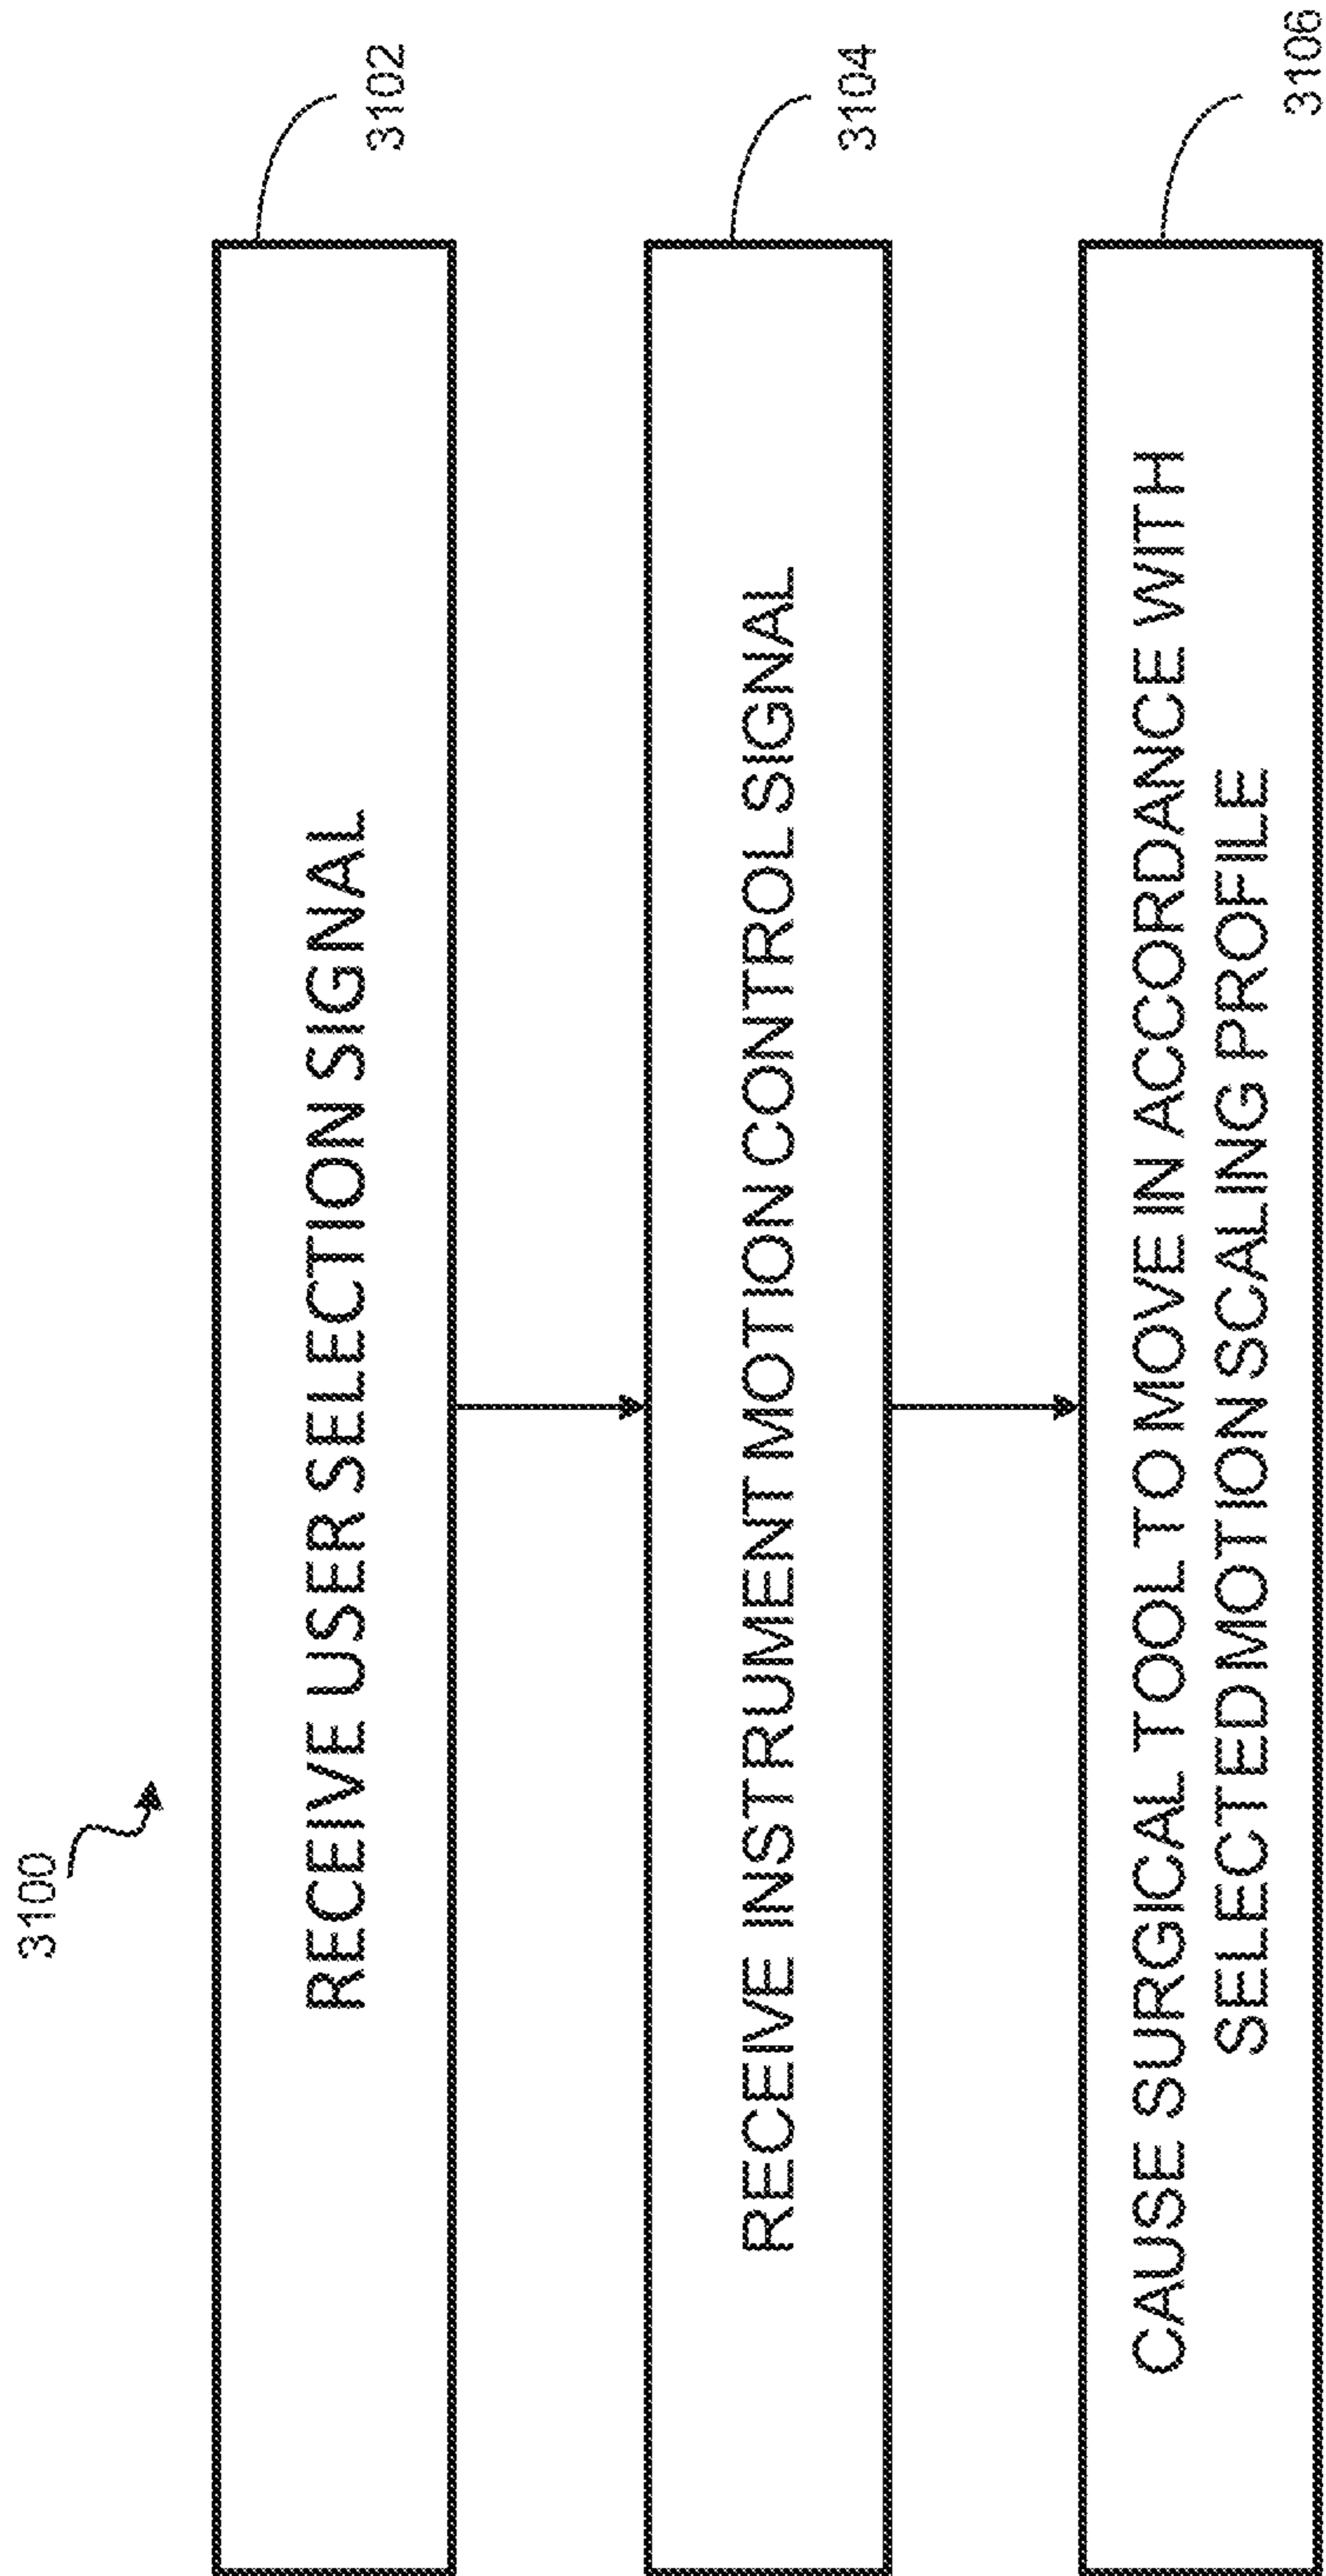 3100
RECEIVE USER SELECTION SIGNAL
3102
RECEIVE INSTRUMENT MOTION CONTROL SIGNAL
3104
CAUSE SURGICAL TOOL TO MOVE IN ACCORDANCE WITH
SELECTED MOTION SCALING PROFILE
3106